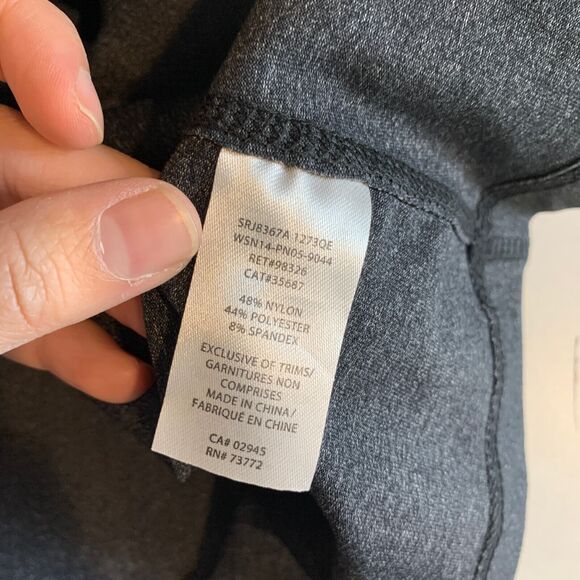 SRJ8367A 1273QE
WSN14-PN05-9044
RET#98326
CAT#35687
48% NYLON
44% POLYESTER
8% SPANDEX
EXCLUSIVE OF TRIMS/
GARNITURES NON
COMPRISES
MADE IN CHINA/
FABRIQUÉ EN CHINE
CA# 02945
RN# 73772